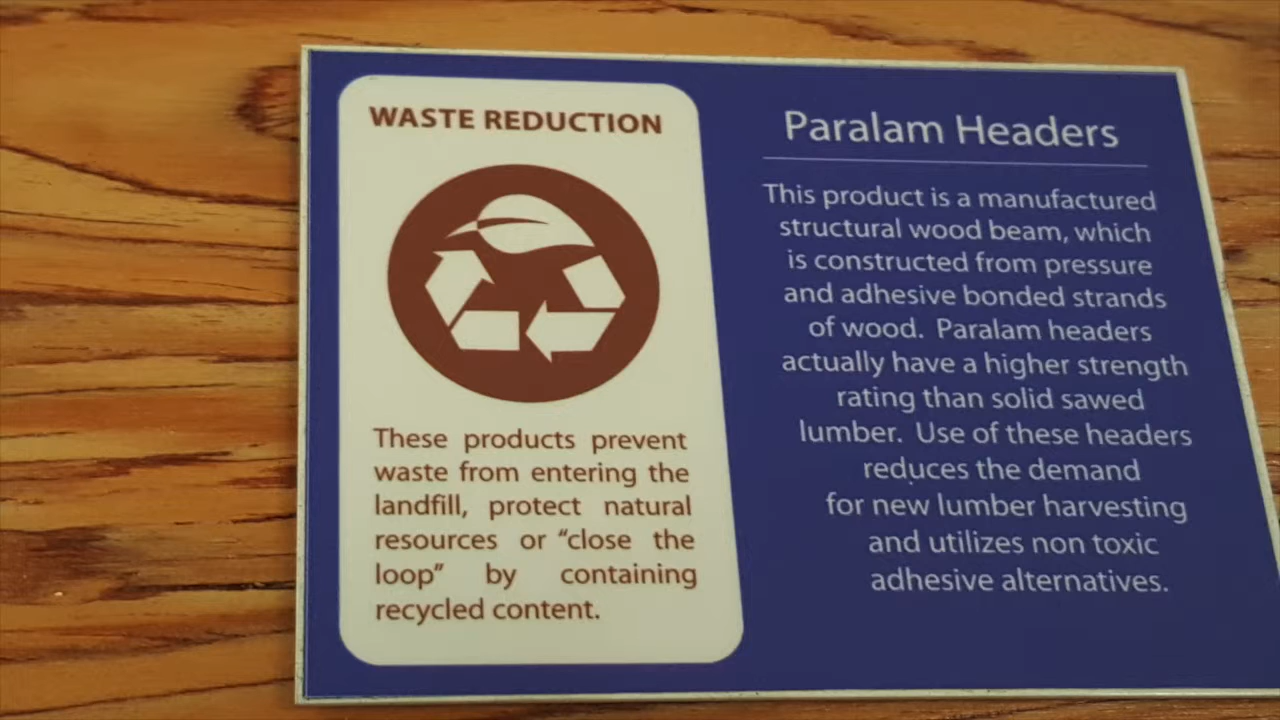 WASTE REDUCTION
These products prevent
waste from entering the
landfill, protect natural
resources or “close the
loop” by containing
recycled content.
Paralam Headers
This product is a manufactured
structural wood beam, which
is constructed from pressure
and adhesive bonded strands
of wood. Paralam headers
actually have a higher strength
rating than solid sawed
lumber. Use of these headers
reduces the demand
for new lumber harvesting
and utilizes non toxic
adhesive alternatives.